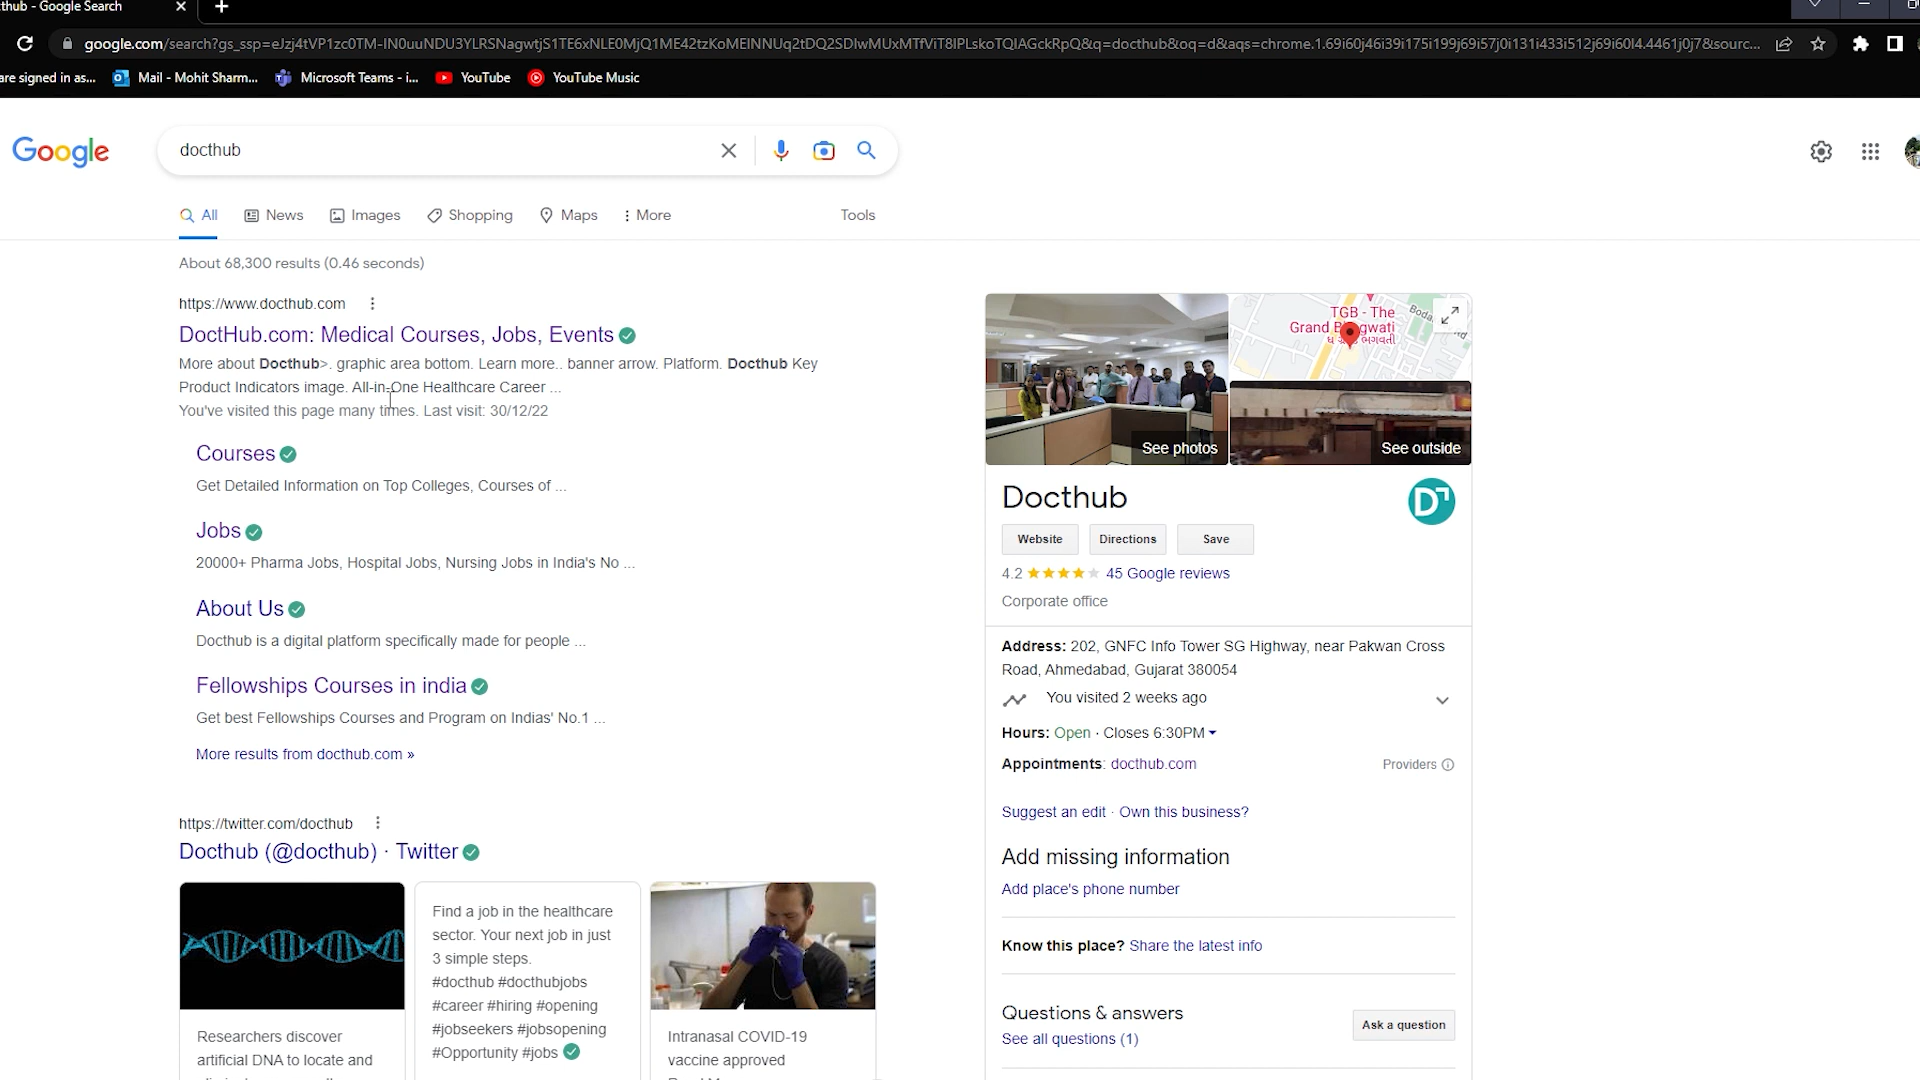 thub - Google Search
google.com/search?gs_ssp=eJzj4tVP1zc0TM-IN0uuNDU3YLRSNagwtjS1TE6xNLE0MjQ1ME42tzKoMEINNUq2tDQ2SDIwMUxMTfViT8lPLskoTQIAGckRpQ&q=docthub&oq=d&aqs=chrome.1.69i60j46i39i175i199j69i57j0i131i433i512j69i60l4.4461j0j7&sourc...
are signed in as...
Mail - Mohit Sharm...
Microsoft Teams - i...
YouTube
YouTube Music
Google
docthub
All
News
Images
Shopping
Maps
More
Tools
About 68,300 results (0.46 seconds)
https://www.docthub.com
DoctHub.com: Medical Courses, Jobs, Events
More about Docthub>. graphic area bottom. Learn more.. banner arrow. Platform. Docthub Key
Product Indicators image. All-in-One Healthcare Career ...
You've visited this page many times. Last visit: 30/12/22
Courses
Get Detailed Information on Top Colleges, Courses of ...
Jobs
20000+ Pharma Jobs, Hospital Jobs, Nursing Jobs in India's No ...
About Us
Docthub is a digital platform specifically made for people ...
Fellowships Courses in india
Get best Fellowships Courses and Program on Indias' No.1 ...
More results from docthub.com »
https://twitter.com/docthub
Docthub (@docthub) · Twitter
Researchers discover
artificial DNA to locate and
Find a job in the healthcare
sector. Your next job in just
3 simple steps.
#docthub #docthubjobs
#career #hiring #opening
#jobseekers #jobsopening
#Opportunity #jobs
Intranasal COVID-19
vaccine approved
See photos
TGB - The
Grand Bhagwati
See outside
Docthub
Website
Directions
Save
4.2
45 Google reviews
Corporate office
Address: 202, GNFC Info Tower SG Highway, near Pakwan Cross
Road, Ahmedabad, Gujarat 380054
You visited 2 weeks ago
Hours: Open · Closes 6:30PM
Appointments: docthub.com
Providers
Suggest an edit · Own this business?
Add missing information
Add place's phone number
Know this place? Share the latest info
Questions & answers
See all questions (1)
Ask a question